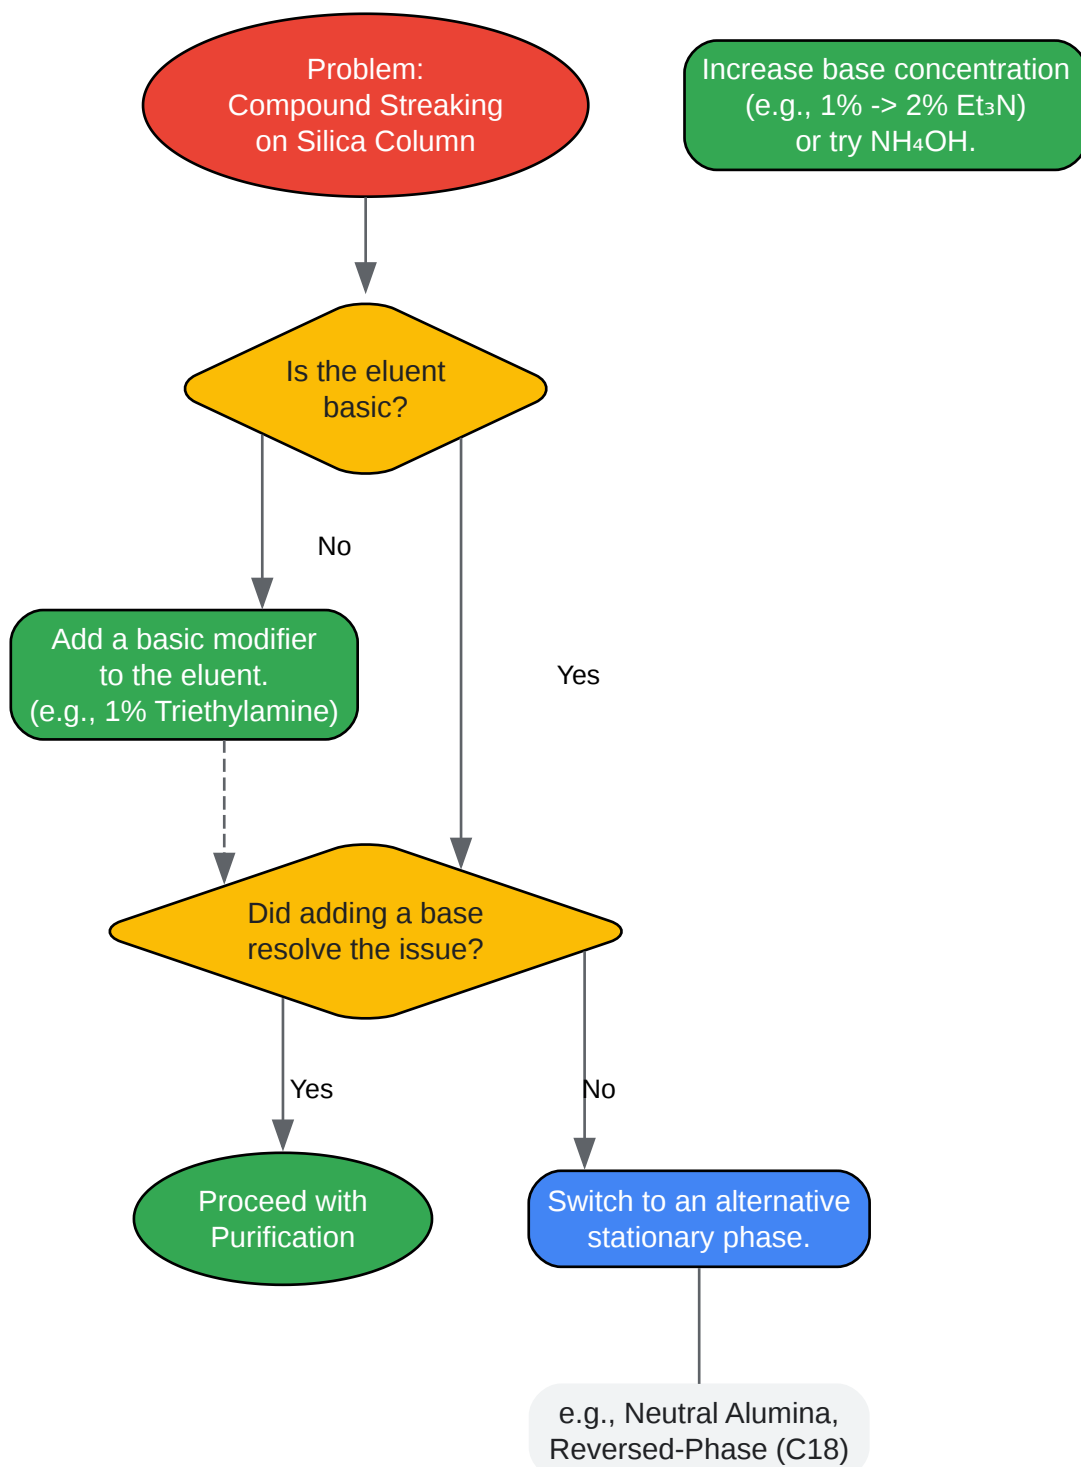 Problem:
Compound Streaking
on Silica Column
Increase base concentration
(e.g., 1% -> 2% Et₃N)
or try NH₄OH.
Is the eluent
basic?
No
Add a basic modifier
to the eluent.
(e.g., 1% Triethylamine)
Yes
Did adding a base
resolve the issue?
Yes
No
Proceed with
Purification
Switch to an alternative
stationary phase.
e.g., Neutral Alumina,
Reversed-Phase (C18)